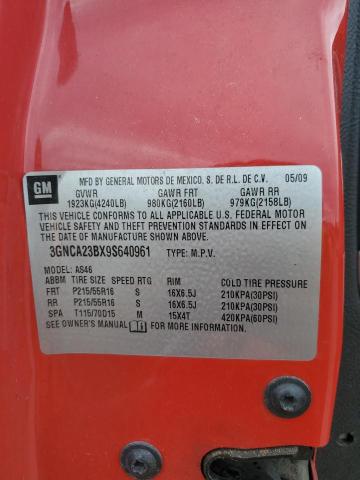 GM
MFD BY GENERAL MOTORS DE MEXICO, S. DE R.L. DE C.V. 05/09
GVWR GAWR FRT GAWR RR
1923KG(4240LB) 980KG(2160LB) 979KG(2158LB)
THIS VEHICLE CONFORMS TO ALL APPLICABLE U.S. FEDERAL MOTOR
VEHICLE SAFETY, BUMPER, AND THEFT PREVENTION STANDARDS
IN EFFECT ON THE DATE OF MANUFACTURE SHOWN ABOVE.
3GNCA23BX9S640961 TYPE: M.P.V.
MODEL: AS46
ABBM TIRE SIZE SPEED RTG RIM COLD TIRE PRESSURE
FRT P215/55R16 S 16X6.5J 210KPA(30PSI)
RR P215/55R16 S 16X6.5J 210KPA(30PSI)
SPA T115/70D15 M 15X4T 420KPA(60PSI)
SEE OWNER'S MANUAL FOR MORE INFORMATION